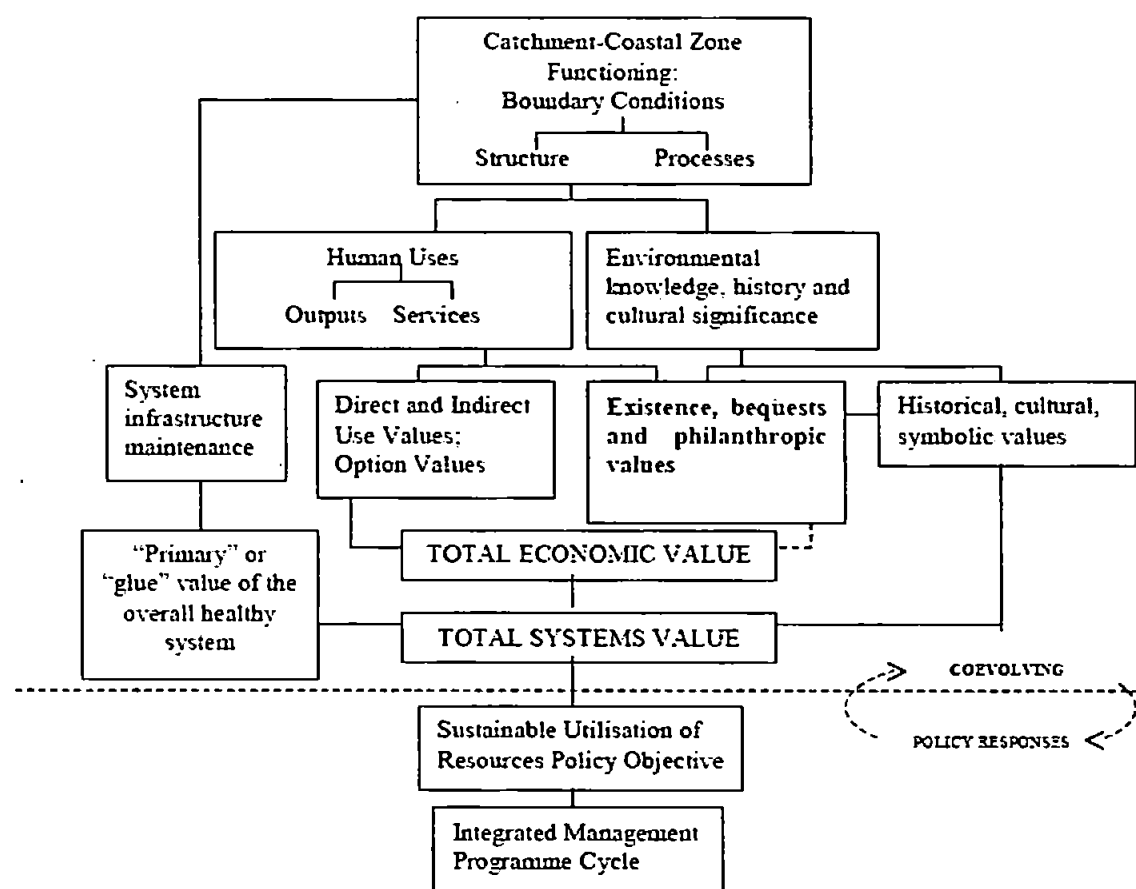 Catchment-Coastal Zone
Functioning:
Boundary Conditions
Structure Processes
Human Uses
Outputs Services
Environmental
knowledge, history and
cultural significance
System
infrastructure
maintenance
Direct and Indirect
Use Values;
Option Values
Existence, bequests
and philanthropic
values
Historical, cultural,
symbolic values
"Primary" or
"glue" value of the
overall healthy
system
TOTAL ECONOMIC VALUE
TOTAL SYSTEMS VALUE
COEVOLVING
POLICY RESPONSES
Sustainable Utilisation of
Resources Policy Objective
Integrated Management
Programme Cycle